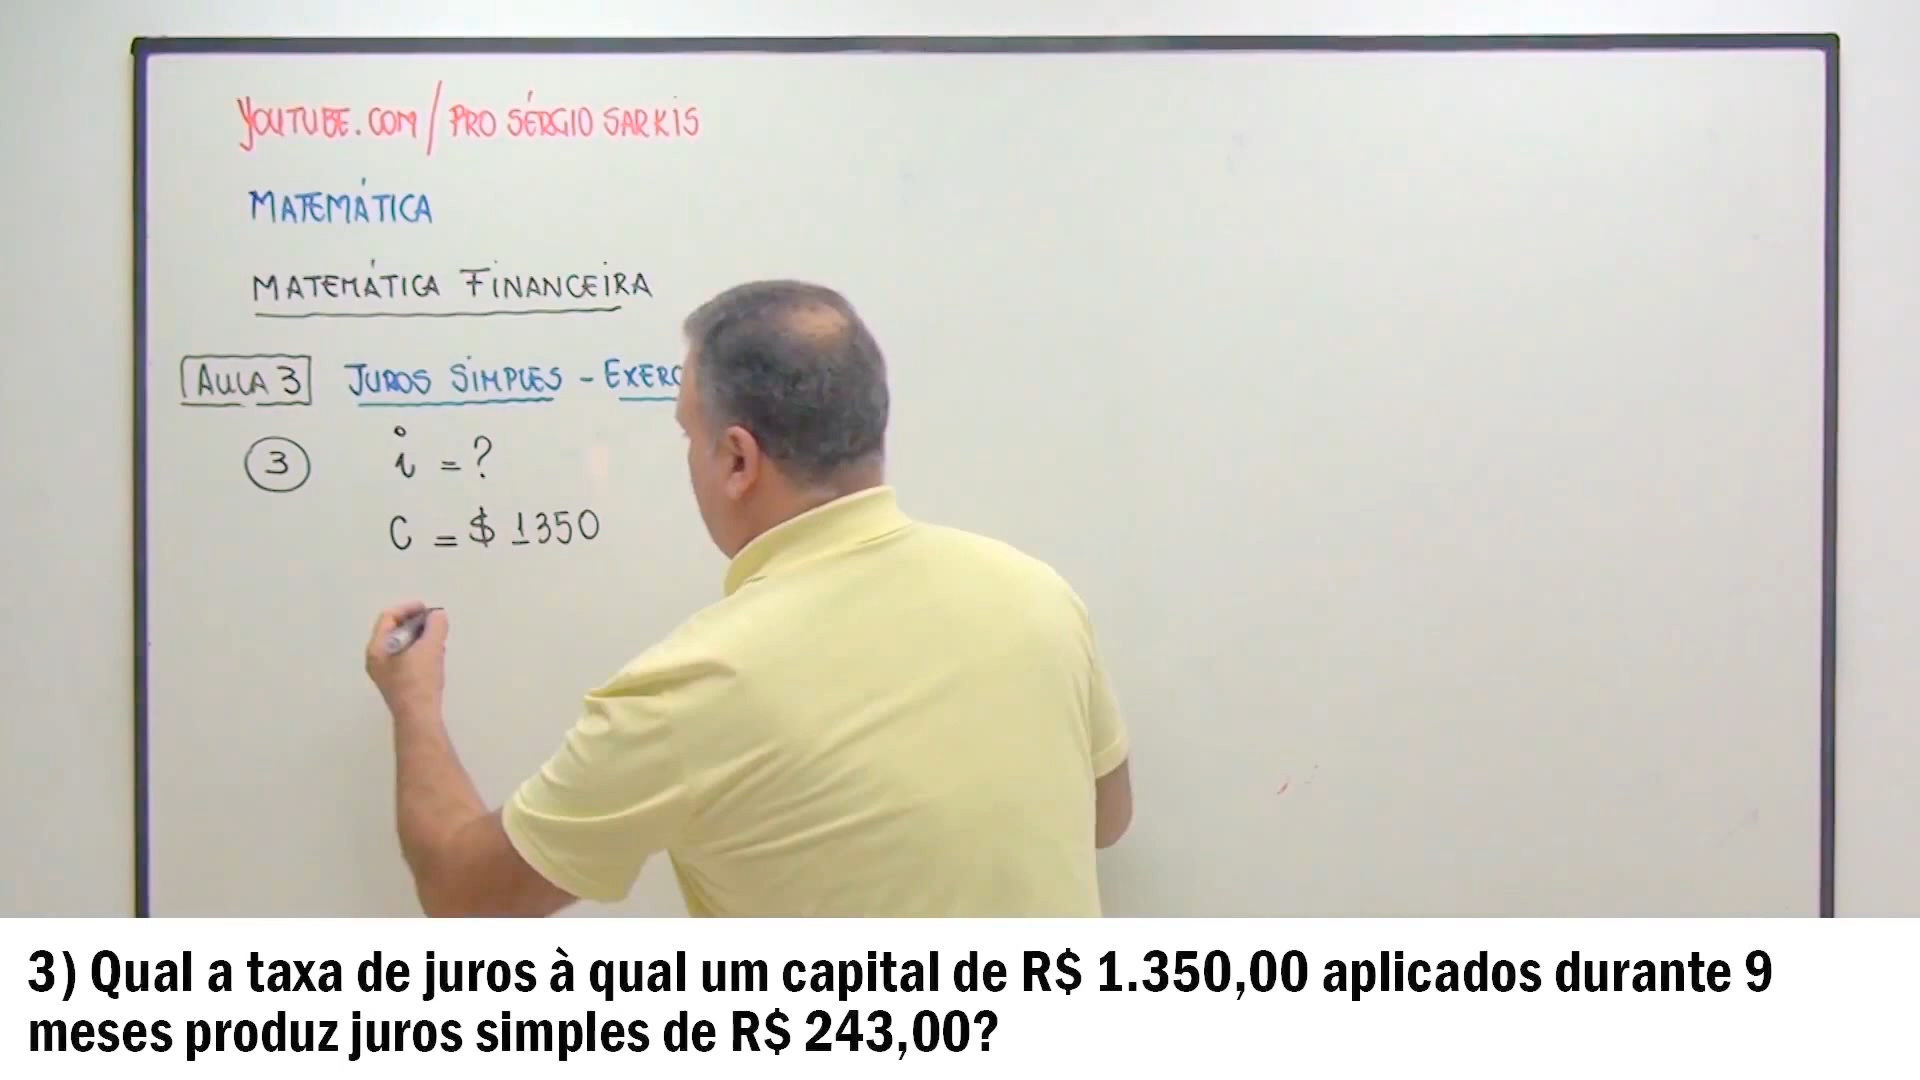 YOUTUBE.COM/PRO SÉRGIO SARKIS
MATEMÁTICA
MATEMÁTICA FINANCEIRA
AULA 3 JUROS SIMPLES - EXERC
3 i = ?
C = $ 1350
3) Qual a taxa de juros à qual um capital de R$ 1.350,00 aplicados durante 9
meses produz juros simples de R$ 243,00?